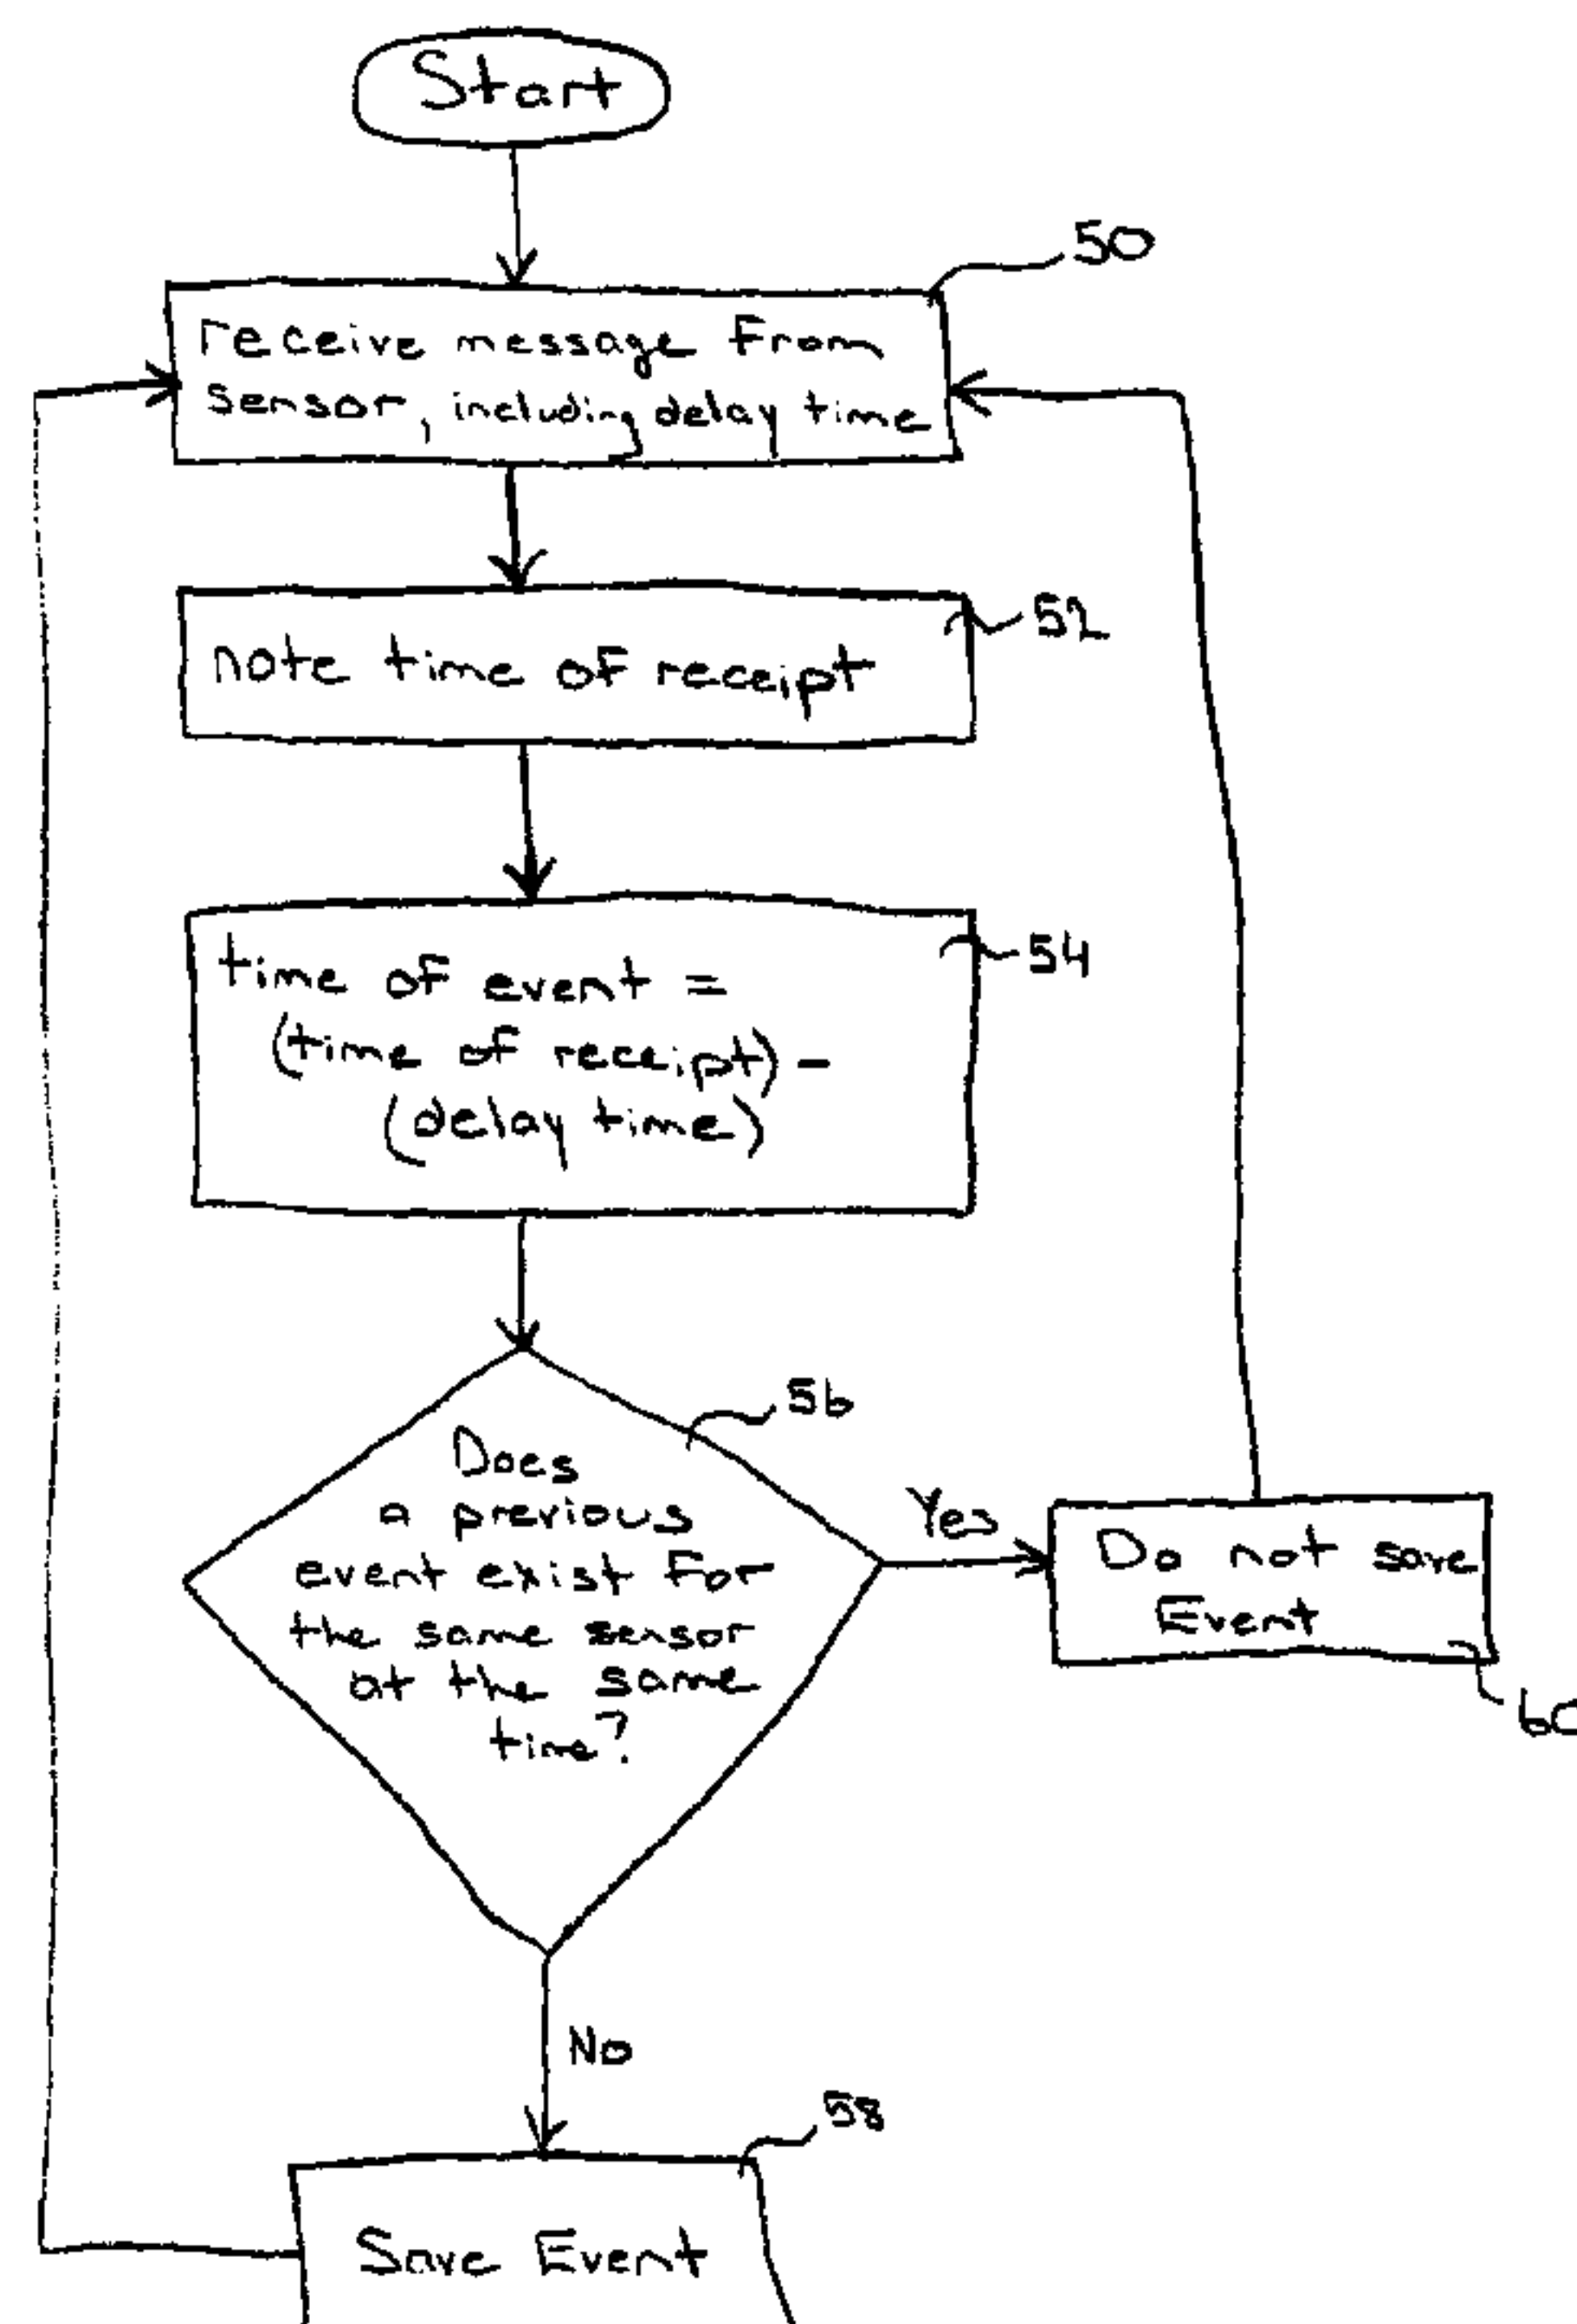 Start
50
receive message from
sensor, including delay time
52
note time of receipt
54
time of event =
(time of receipt) -
(delay time)
56
Does
a previous
event exist for
the same sensor
at the same
time?
Yes
Do not save
Event
60
No
58
Save Event